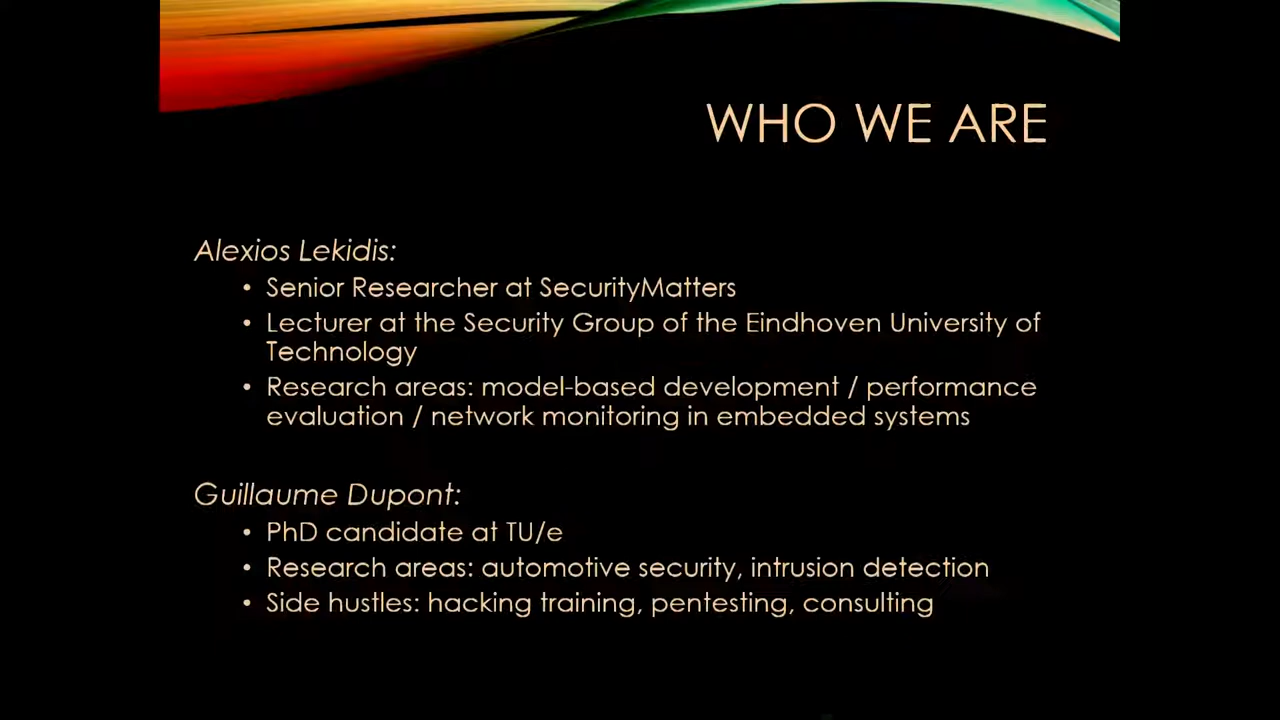 WHO WE ARE
Alexios Lekidis:
• Senior Researcher at SecurityMatters
• Lecturer at the Security Group of the Eindhoven University of
Technology
• Research areas: model-based development / performance
evaluation / network monitoring in embedded systems
Guillaume Dupont:
• PhD candidate at TU/e
• Research areas: automotive security, intrusion detection
• Side hustles: hacking training, pentesting, consulting